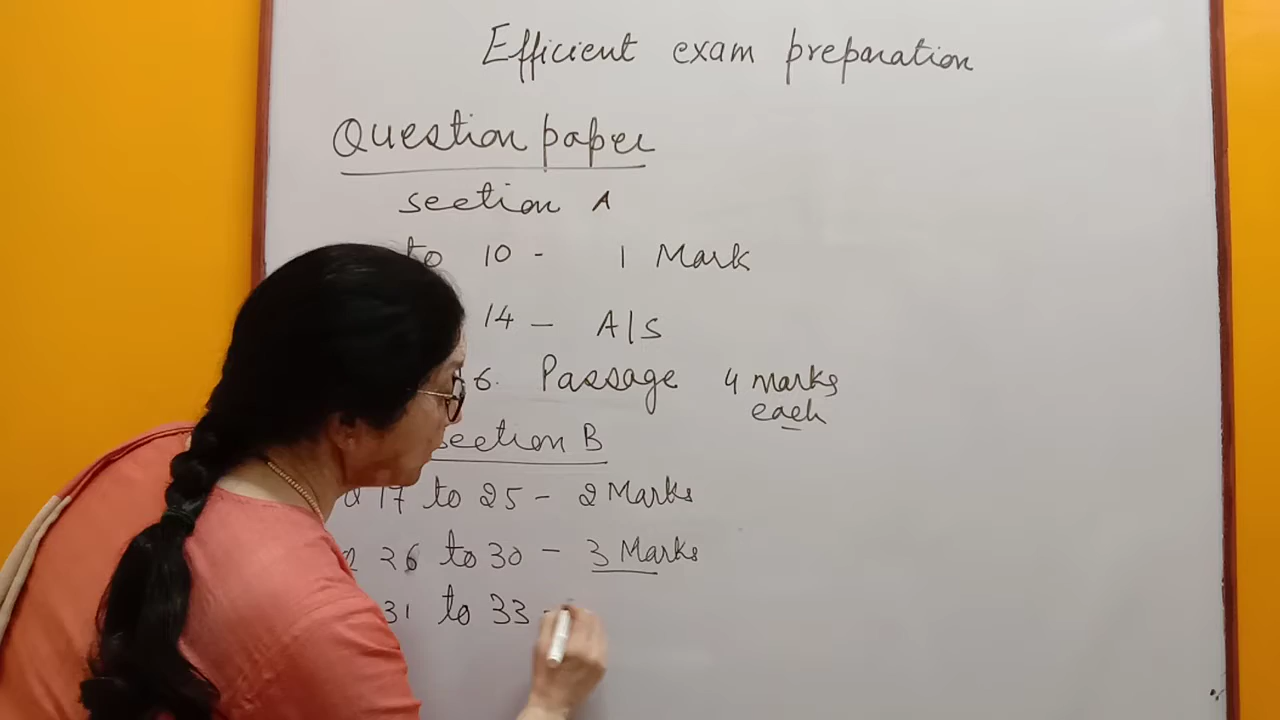 Efficient exam preparation
Question paper
section A
to 10 - 1 Mark
14 - A/S
6. Passage 4 marks
each
section B
Q 17 to 25 - 2 Marks
Q 26 to 30 - 3 Marks
31 to 33 -